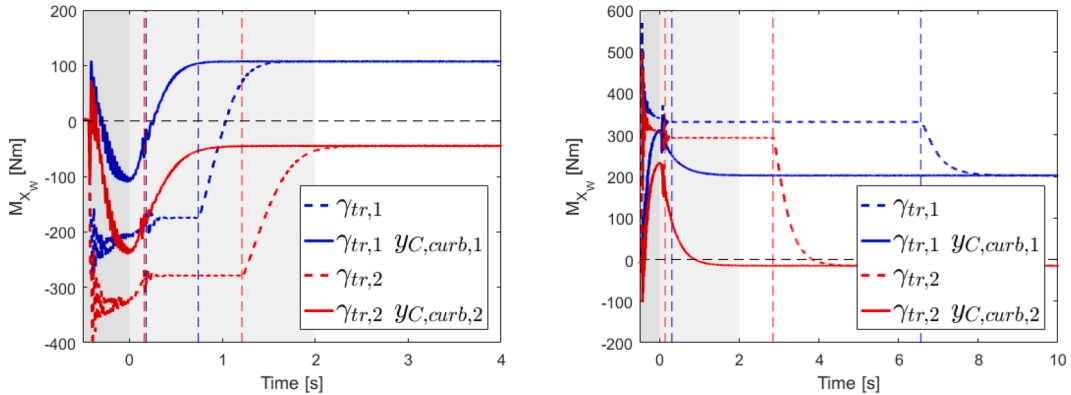 100
0
-100
-200
-300
-400
M_{X_W} [Nm]
0 1 2 3 4
Time [s]
γ_{tr,1}
γ_{tr,1} y_{C,curb,1}
γ_{tr,2}
γ_{tr,2} y_{C,curb,2}
600
500
400
300
200
100
0
-100
-200
M_{X_W} [Nm]
0 2 4 6 8 10
Time [s]
γ_{tr,1}
γ_{tr,1} y_{C,curb,1}
γ_{tr,2}
γ_{tr,2} y_{C,curb,2}